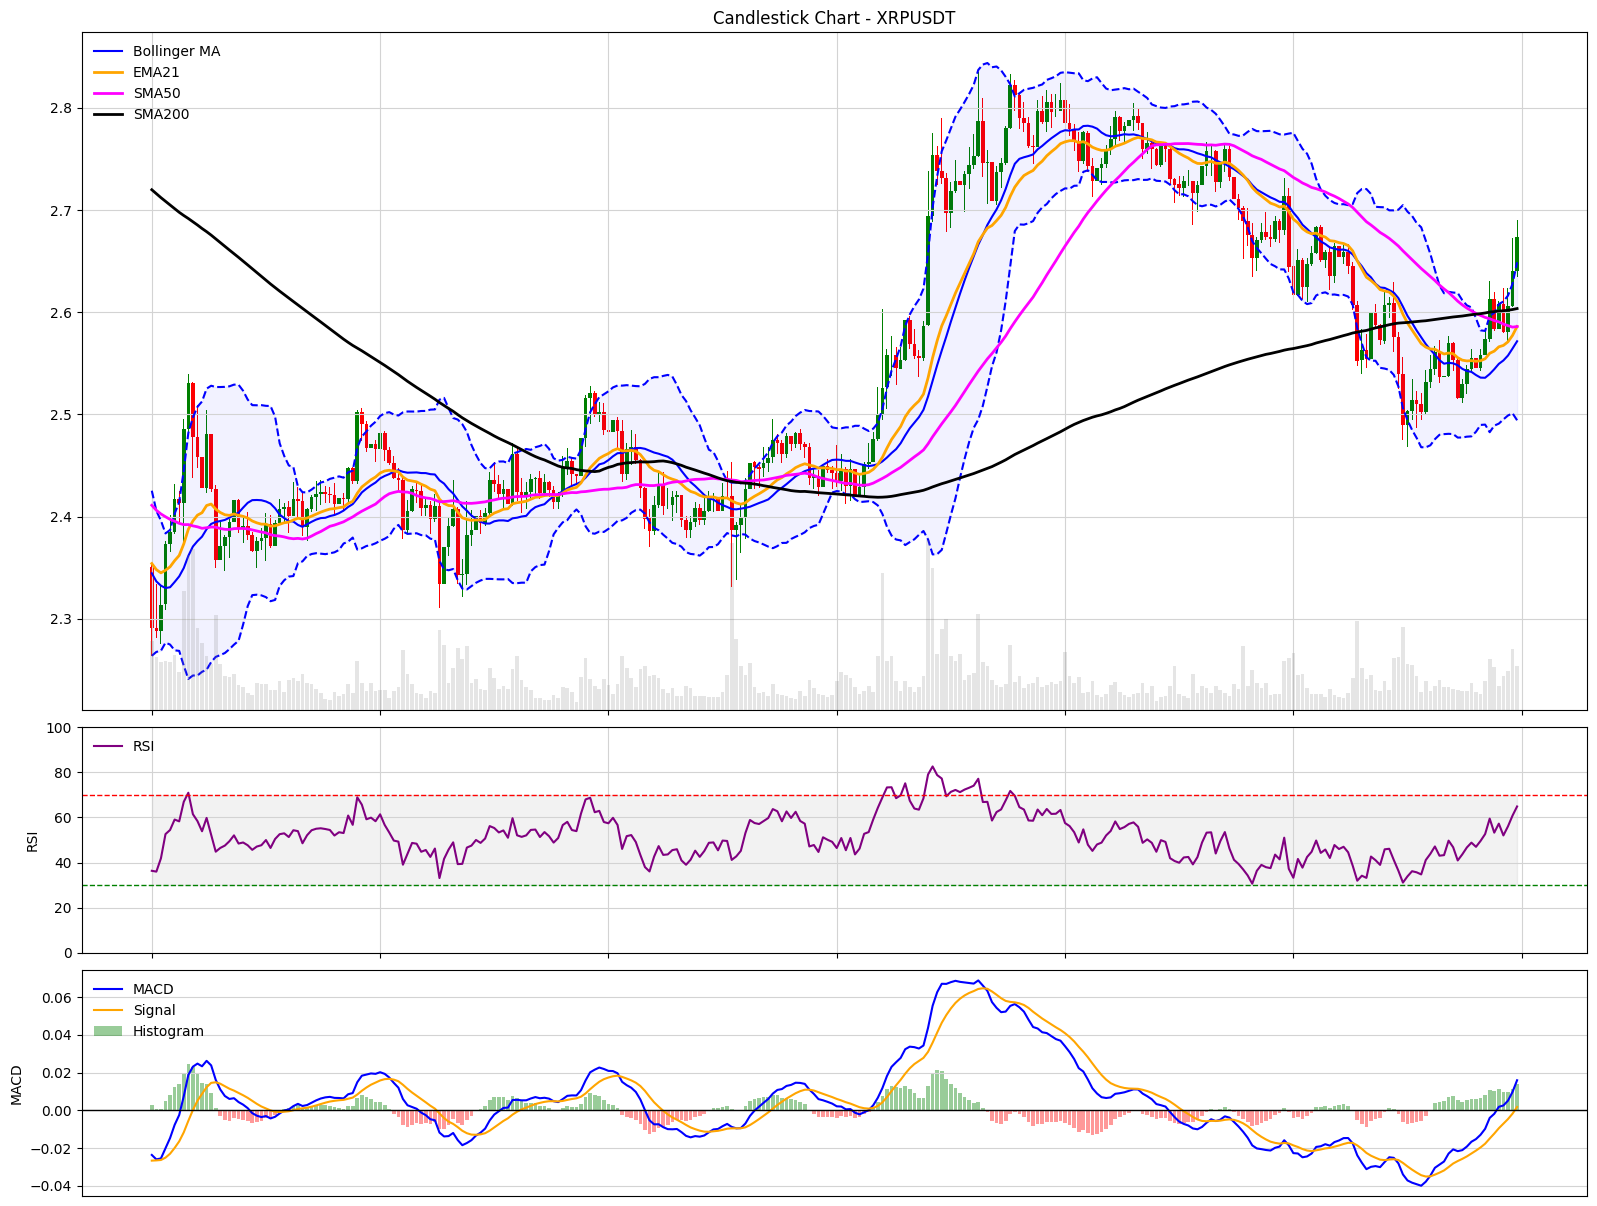 Candlestick Chart - XRPUSDT
Bollinger MA
EMA21
SMA50
SMA200
2.8
2.7
2.6
2.5
2.4
2.3
RSI
100
80
60
40
20
0
RSI
MACD
Signal
Histogram
0.06
0.04
0.02
0.00
−0.02
−0.04
MACD